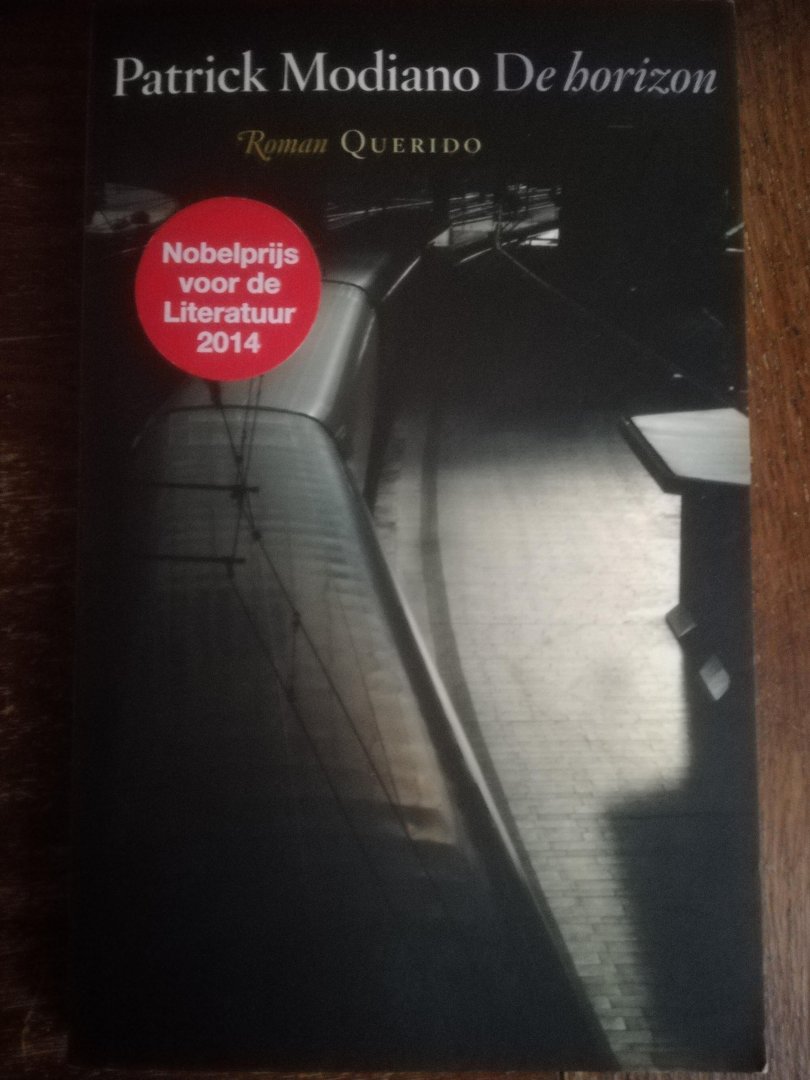 Patrick Modiano De horizon
Roman QUERIDO
Nobelprijs
voor de
Literatuur
2014